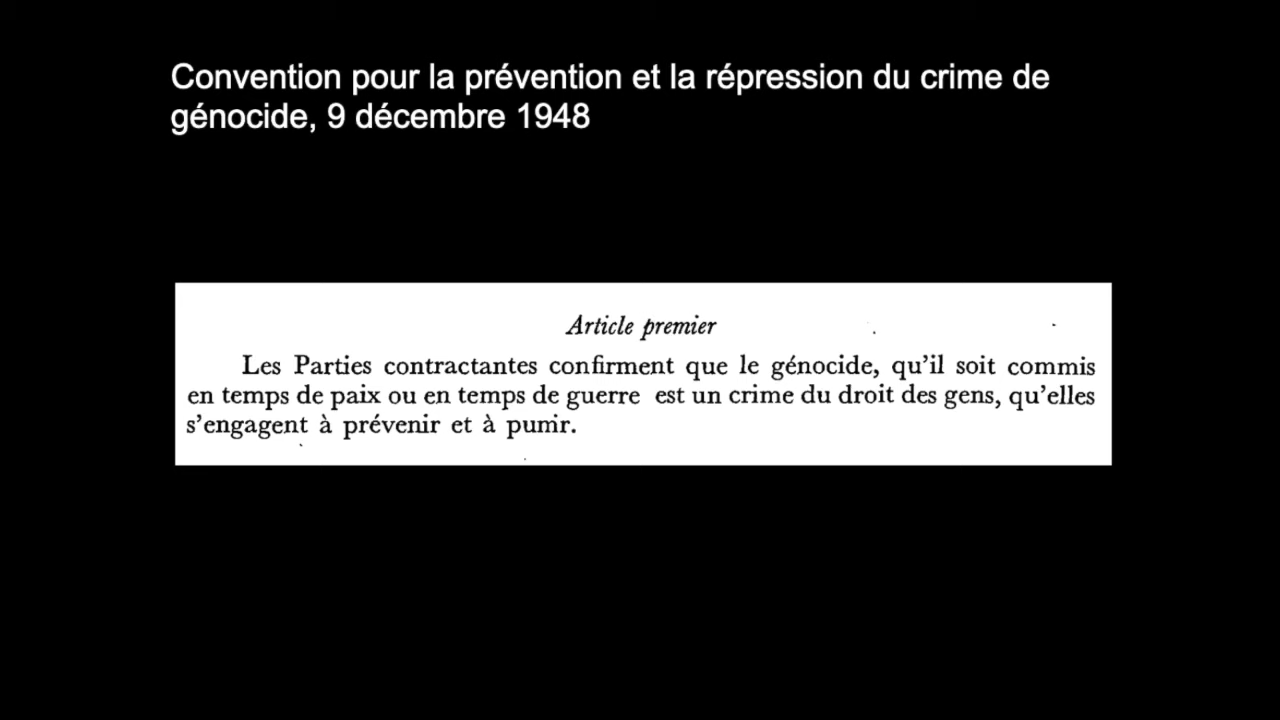 Convention pour la prévention et la répression du crime de
génocide, 9 décembre 1948
Article premier
Les Parties contractantes confirment que le génocide, qu'il soit commis
en temps de paix ou en temps de guerre est un crime du droit des gens, qu'elles
s'engagent à prévenir et à punir.